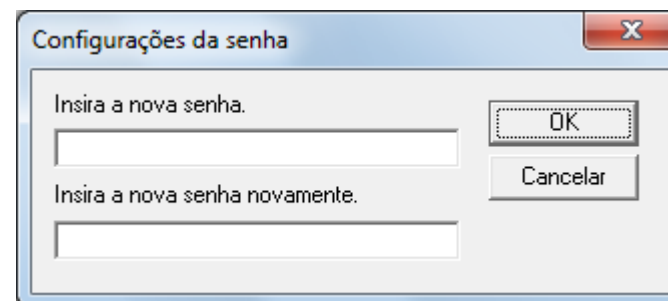 Configurações da senha
Insira a nova senha.
OK
Cancelar
Insira a nova senha novamente.